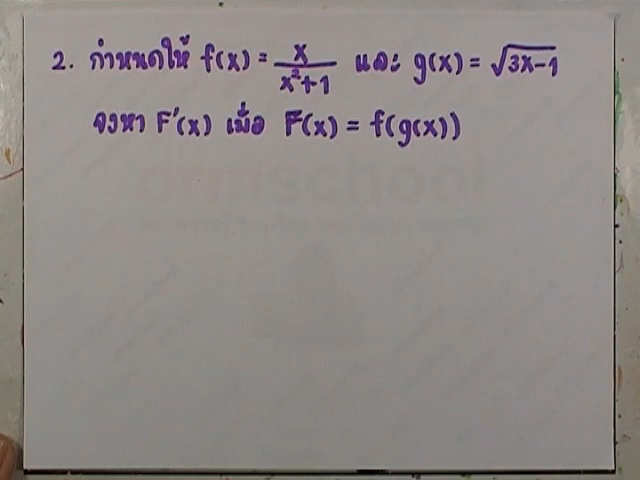 2. กำหนดให้ f(x) = x/(x²+1) และ g(x) = √(3x-1)
จงหา F'(x) เมื่อ F(x) = f(g(x))